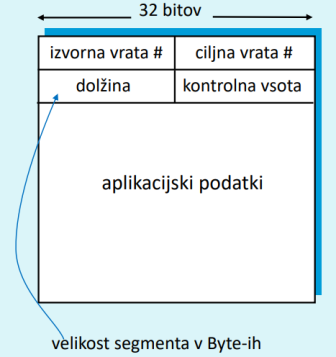 32 bitov
izvorna vrata # ciljna vrata #
dolžina kontrolna vsota
aplikacijski podatki
velikost segmenta v Byte-ih